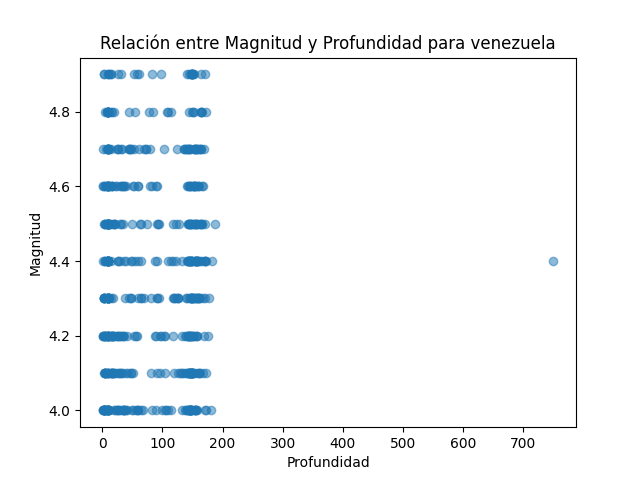 Relación entre Magnitud y Profundidad para venezuela
Magnitud
4.8
4.6
4.4
4.2
4.0
0 100 200 300 400 500 600 700
Profundidad